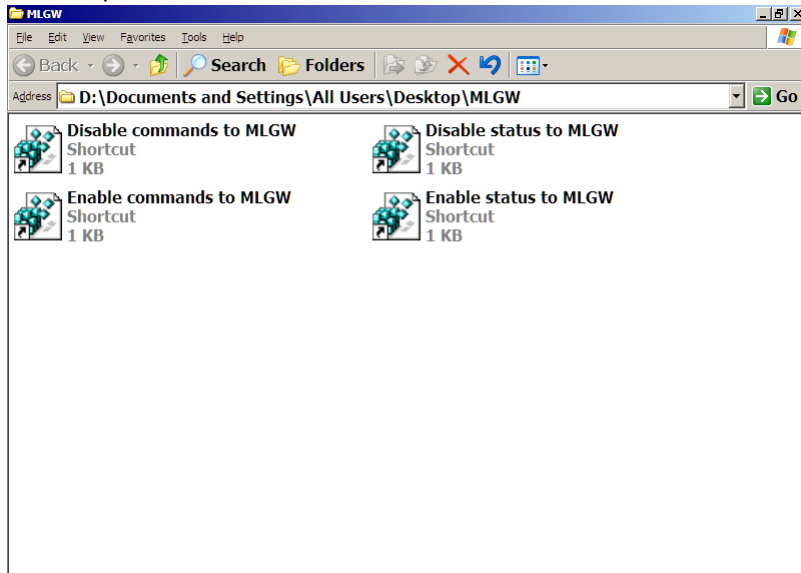 MLGW
File Edit View Favorites Tools Help
Back Search Folders
Address D:\Documents and Settings\All Users\Desktop\MLGW Go
Disable commands to MLGW
Shortcut
1 KB
Disable status to MLGW
Shortcut
1 KB
Enable commands to MLGW
Shortcut
1 KB
Enable status to MLGW
Shortcut
1 KB